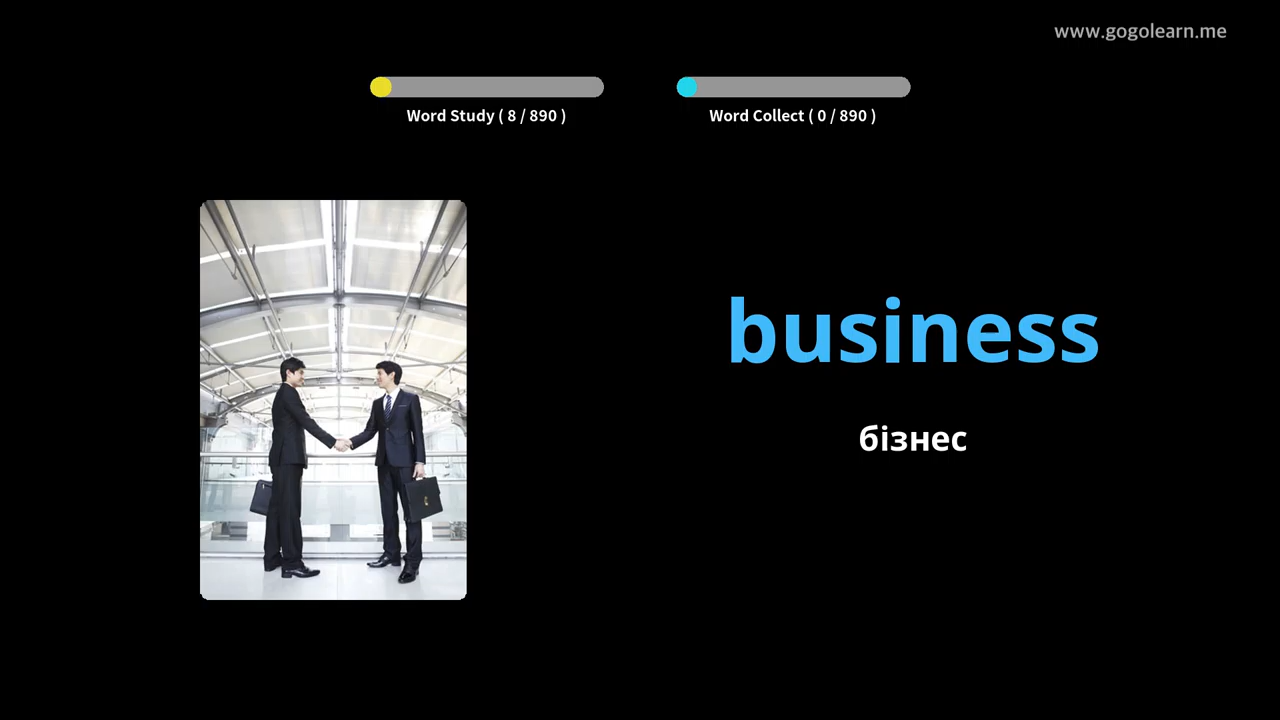 www.gogolearn.me
Word Study ( 8 / 890 )
Word Collect ( 0 / 890 )
business
бізнес